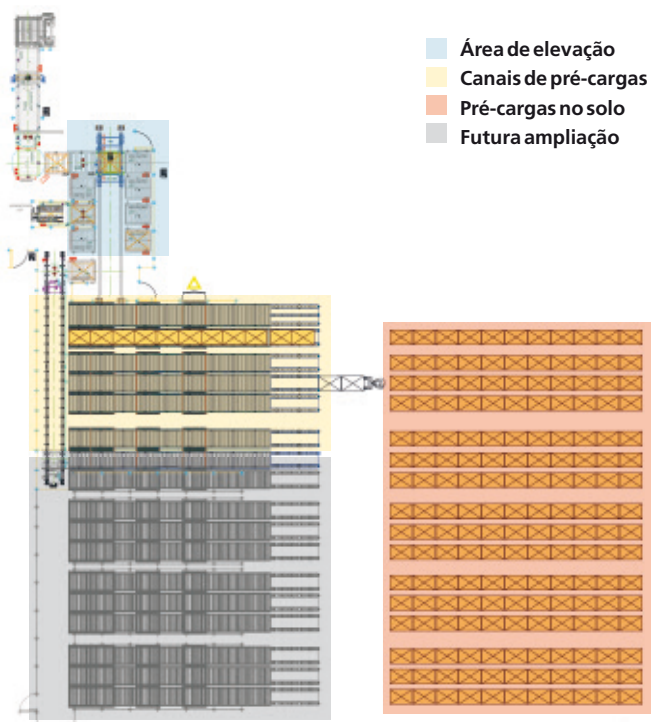 Área de elevação
Canais de pré-cargas
Pré-cargas no solo
Futura ampliação